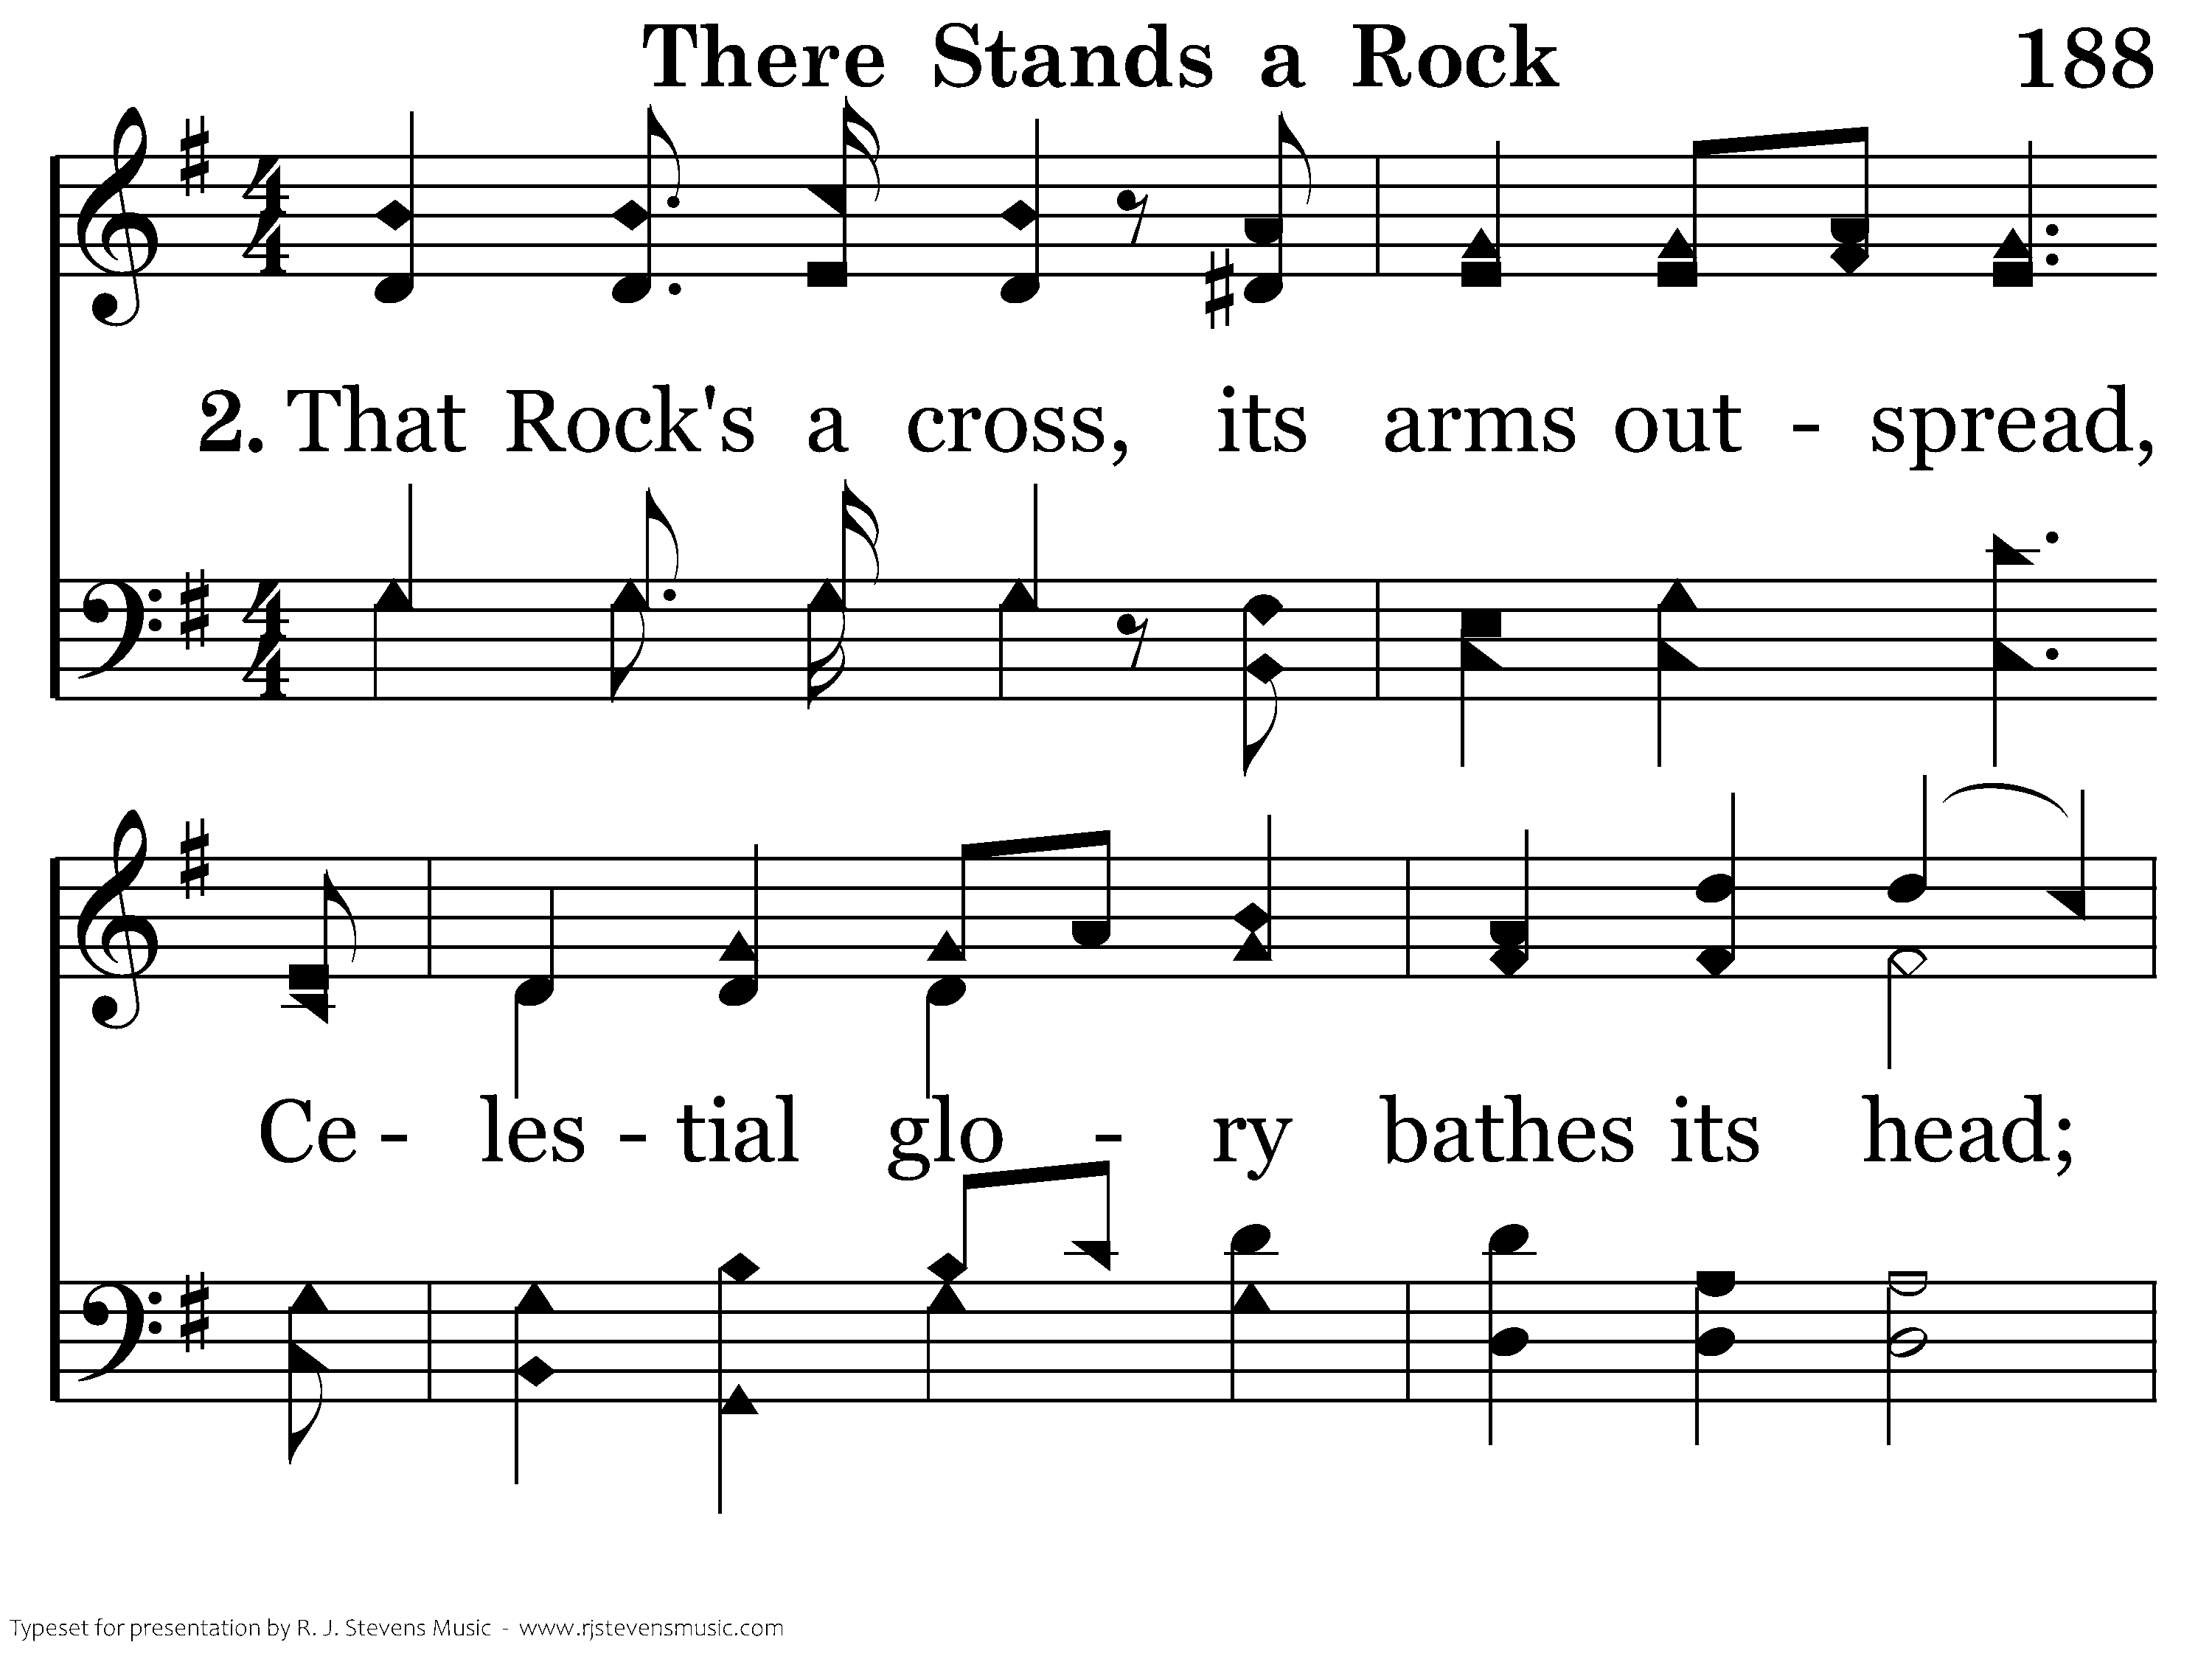 There Stands a Rock 188
2. That Rock's a cross, its arms out - spread,
Ce - les - tial glo - ry bathes its head;
Typeset for presentation by R. J. Stevens Music - www.rjstevensmusic.com